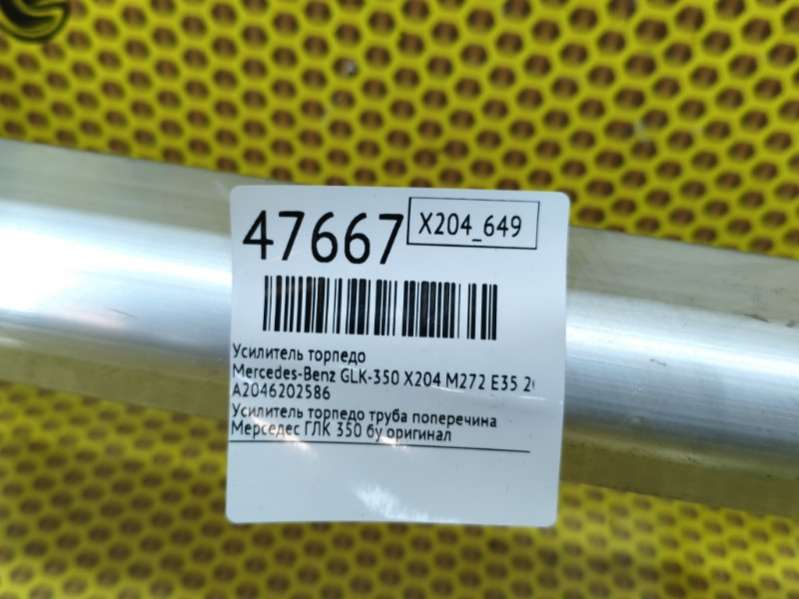 47667
X204_649
Усилитель торпедо
Mercedes-Benz GLK-350 X204 M272 E35
A2046202586
Усилитель торпедо труба поперечина
Мерседес ГЛК 350 бу оригинал